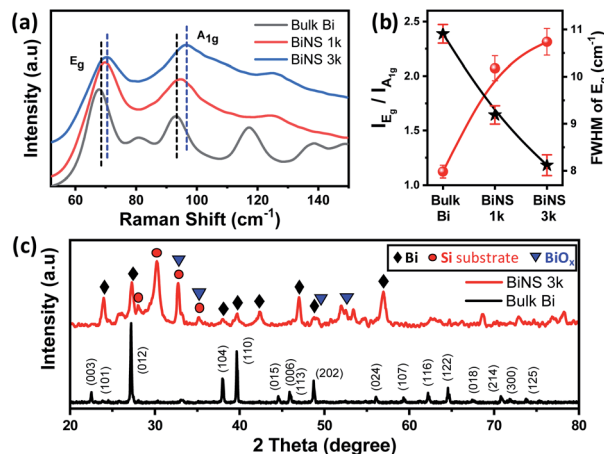 (a)
Bulk Bi
BiNS 1k
BiNS 3k
Eg
A1g
Intensity (a.u)
60 80 100 120 140
Raman Shift (cm-1)
(b)
IEg / IA1g
2.5
2.0
1.5
1.0
Bulk Bi
BiNS 1k
BiNS 3k
11
10
9
8
FWHM of Eg (cm-1)
(c)
Bi
Si substrate
BiOx
BiNS 3k
Bulk Bi
Intensity (a.u)
(003)
(101)
(012)
(104)
(110)
(015)
(006)
(113)
(202)
(024)
(107)
(116)
(122)
(018)
(214)
(300)
(125)
20 30 40 50 60 70 80
2 Theta (degree)